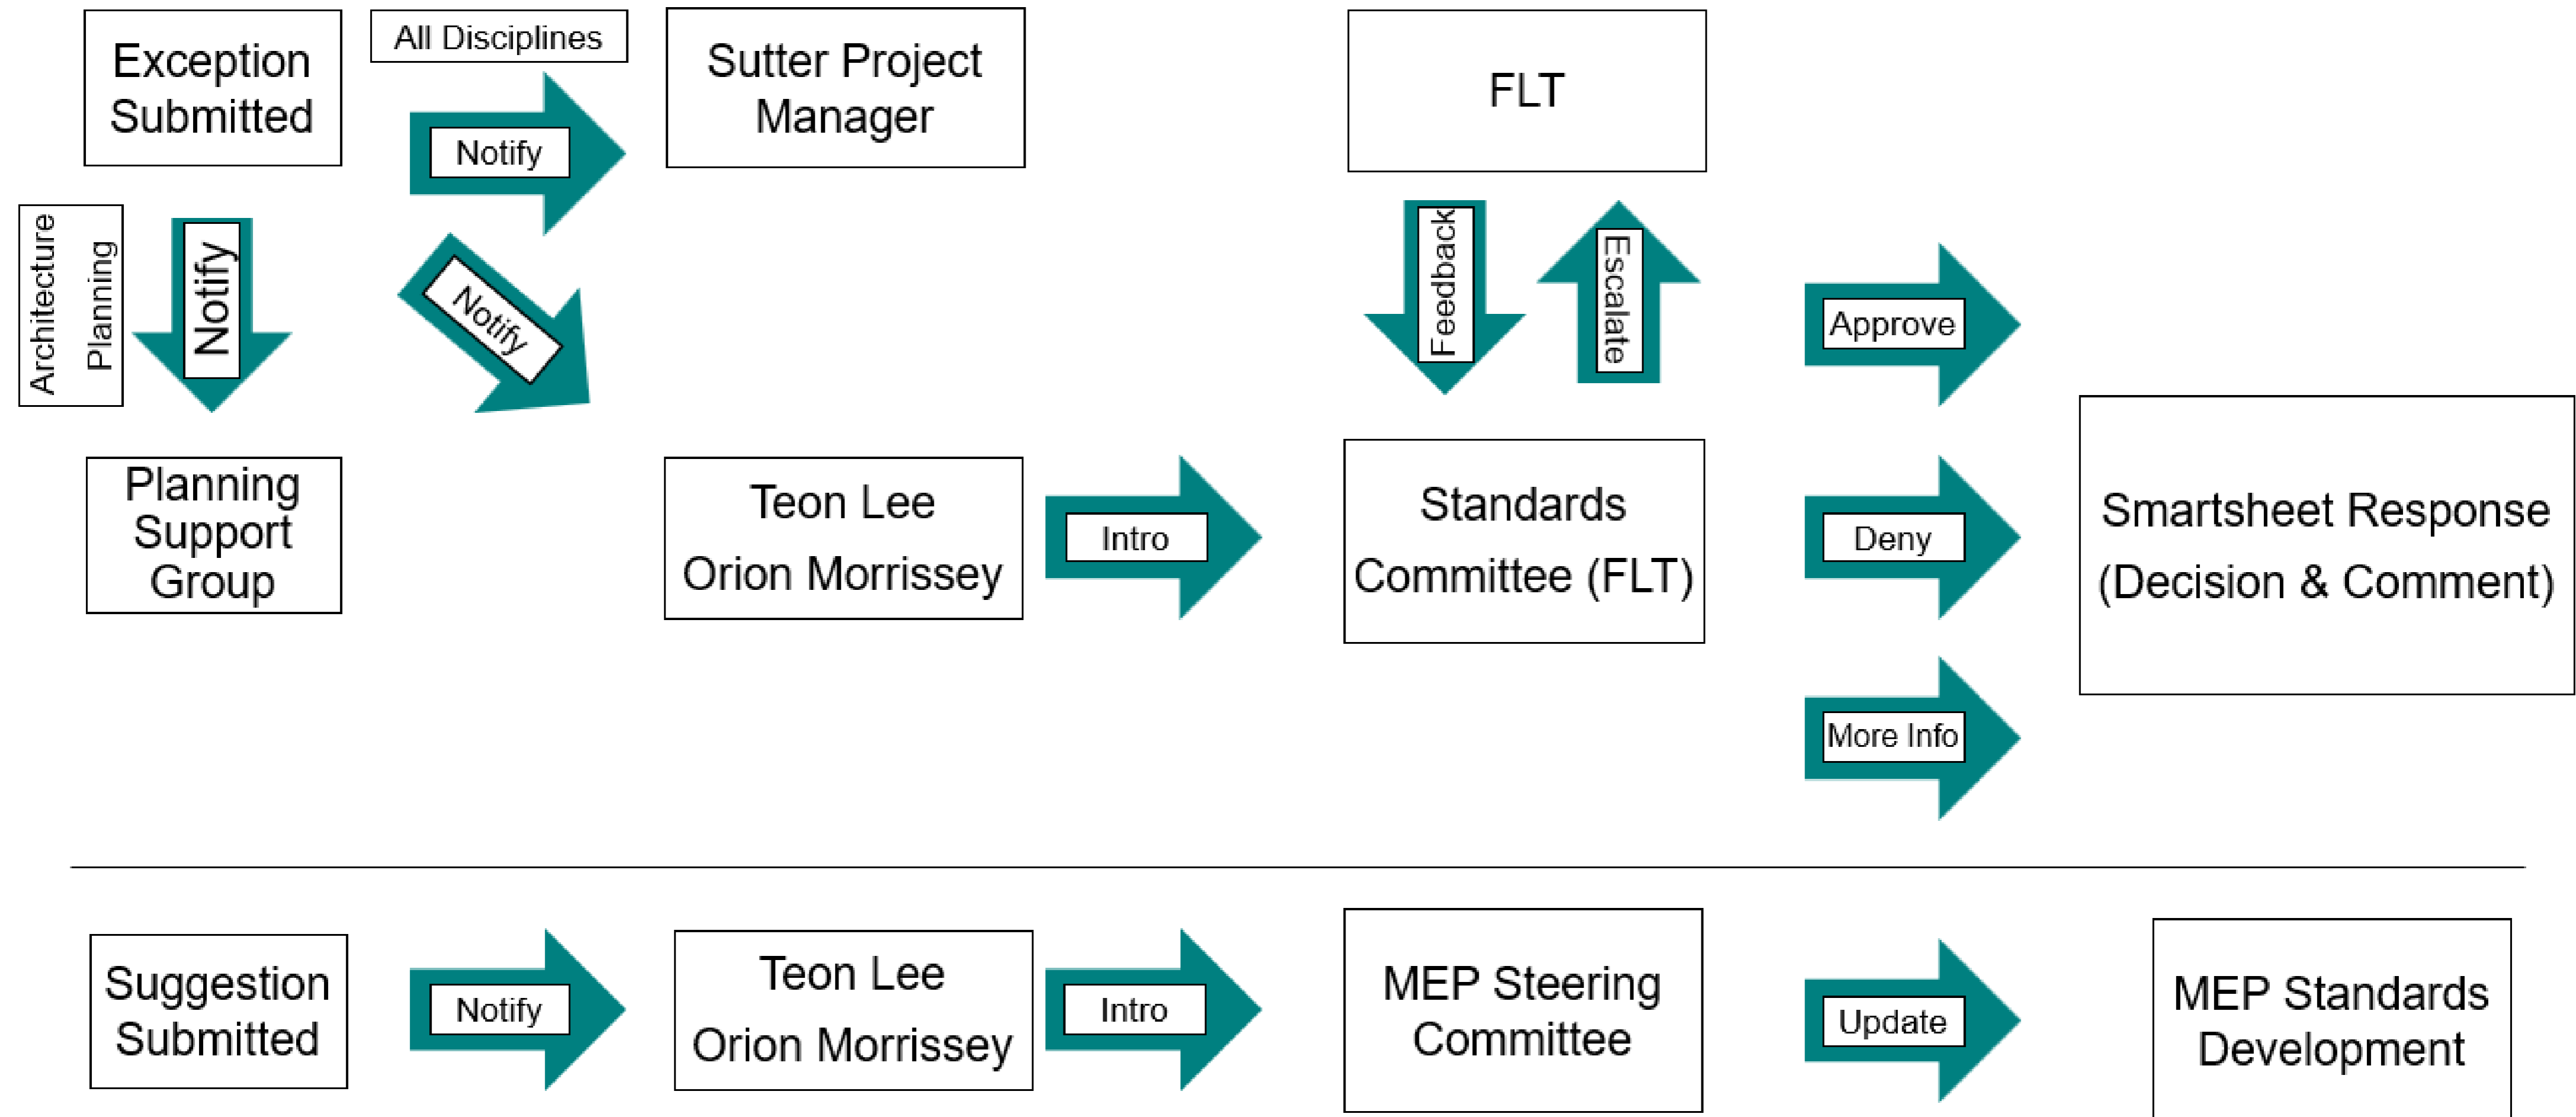 Exception
Submitted
All Disciplines
Notify
Sutter Project
Manager
FLT
Architecture
Planning
Notify
Notify
Feedback
Escalate
Approve
Planning
Support
Group
Teon Lee
Orion Morrissey
Intro
Standards
Committee (FLT)
Deny
More Info
Smartsheet Response
(Decision & Comment)
Suggestion
Submitted
Notify
Teon Lee
Orion Morrissey
Intro
MEP Steering
Committee
Update
MEP Standards
Development